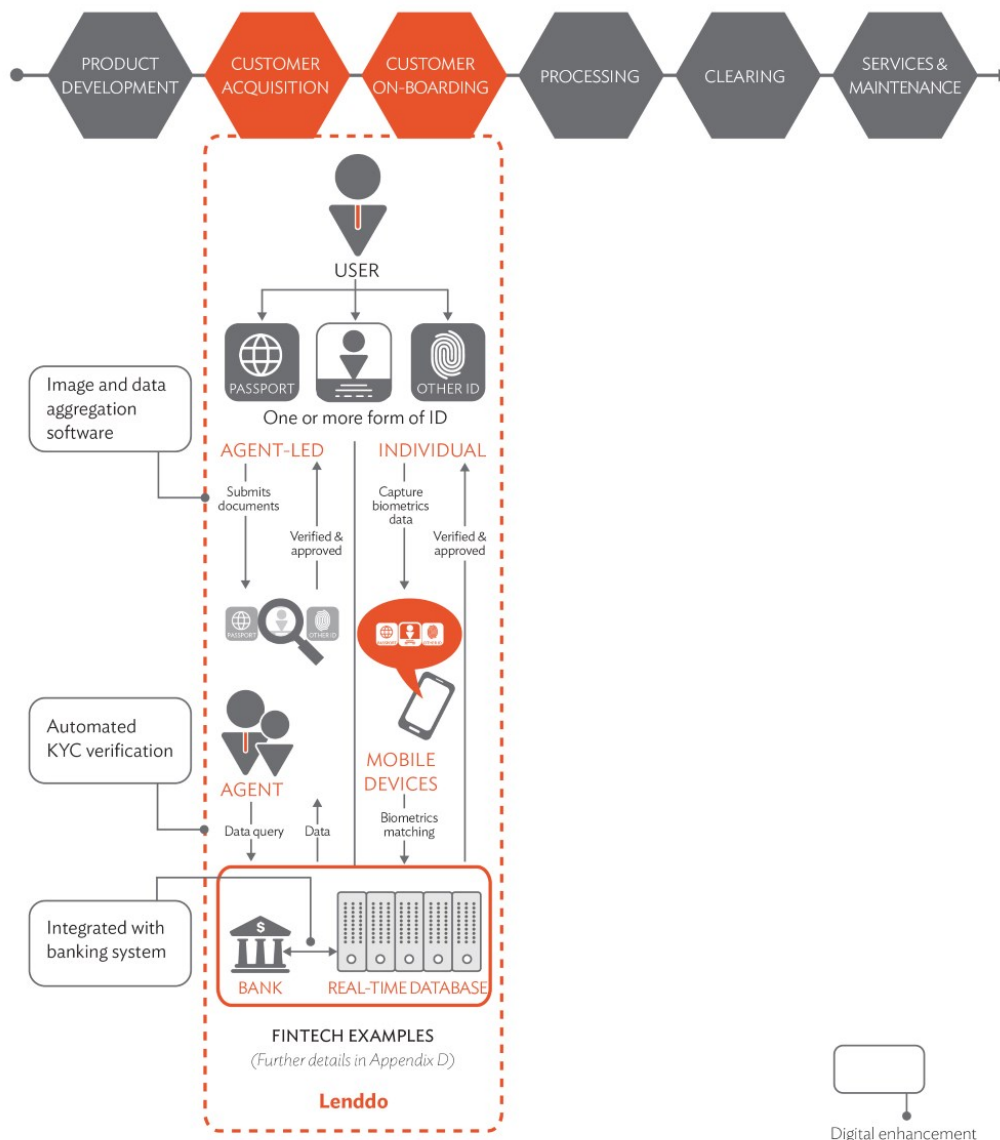 PRODUCT
DEVELOPMENT
CUSTOMER
ACQUISITION
CUSTOMER
ON-BOARDING
PROCESSING
CLEARING
SERVICES &
MAINTENANCE
USER
PASSPORT
OTHER ID
One or more form of ID
Image and data
aggregation
software
AGENT-LED
INDIVIDUAL
Submits
documents
Verified &
approved
Capture
biometrics
data
Verified &
approved
PASSPORT
OTHER ID
PASSPORT
OTHER ID
Automated
KYC verification
AGENT
MOBILE
DEVICES
Data query
Data
Biometrics
matching
Integrated with
banking system
$
BANK
REAL-TIME DATABASE
FINTECH EXAMPLES
(Further details in Appendix D)
Lenddo
Digital enhancement